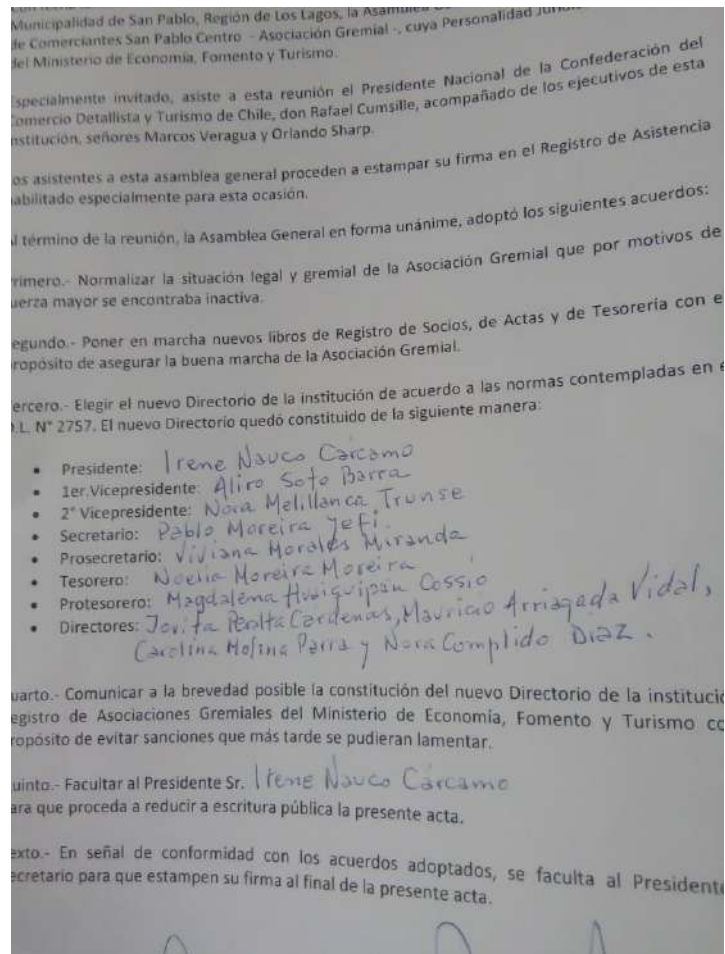 Municipalidad de San Pablo, Región de Los Lagos, la Asamblea
de Comerciantes San Pablo Centro - Asociación Gremial -, cuya Personalidad
del Ministerio de Economía, Fomento y Turismo.
specialmente invitado, asiste a esta reunión el Presidente Nacional de la Confederación del
Comercio Detallista y Turismo de Chile, don Rafael Cumsille, acompañado de los ejecutivos de esta
nstitución, señores Marcos Veragua y Orlando Sharp.
os asistentes a esta asamblea general proceden a estampar su firma en el Registro de Asistencia
abilitado especialmente para esta ocasión.
l término de la reunión, la Asamblea General en forma unánime, adoptó los siguientes acuerdos:
rimero.- Normalizar la situación legal y gremial de la Asociación Gremial que por motivos de
uerza mayor se encontraba inactiva.
egundo.- Poner en marcha nuevos libros de Registro de Socios, de Actas y de Tesorería con e
ropósito de asegurar la buena marcha de la Asociación Gremial.
ercero.- Elegir el nuevo Directorio de la institución de acuerdo a las normas contempladas en e
.L. N° 2757. El nuevo Directorio quedó constituido de la siguiente manera:
• Presidente: Irene Nauco Cárcamo
• 1er.Vicepresidente: Aliro Soto Barra
• 2° Vicepresidente: Nora Melillanca Trunse
• Secretario: Pablo Moreira Jefi
• Prosecretario: Viviana Morales Miranda
• Tesorero: Noelia Moreira Moreira
• Protesorero: Magdalema Huaiquipan Cossio
• Directores: Jovita Peralta Cardenas, Mauricio Arriagada Vidal,
Carolina Molina Parra y Nora Complido Diaz.
uarto.- Comunicar a la brevedad posible la constitución del nuevo Directorio de la institució
egistro de Asociaciones Gremiales del Ministerio de Economía, Fomento y Turismo co
ropósito de evitar sanciones que más tarde se pudieran lamentar.
uinto.- Facultar al Presidente Sr. Irene Nauco Cárcamo
ara que proceda a reducir a escritura pública la presente acta.
exto.- En señal de conformidad con los acuerdos adoptados, se faculta al Presidente
ecretario para que estampen su firma al final de la presente acta.